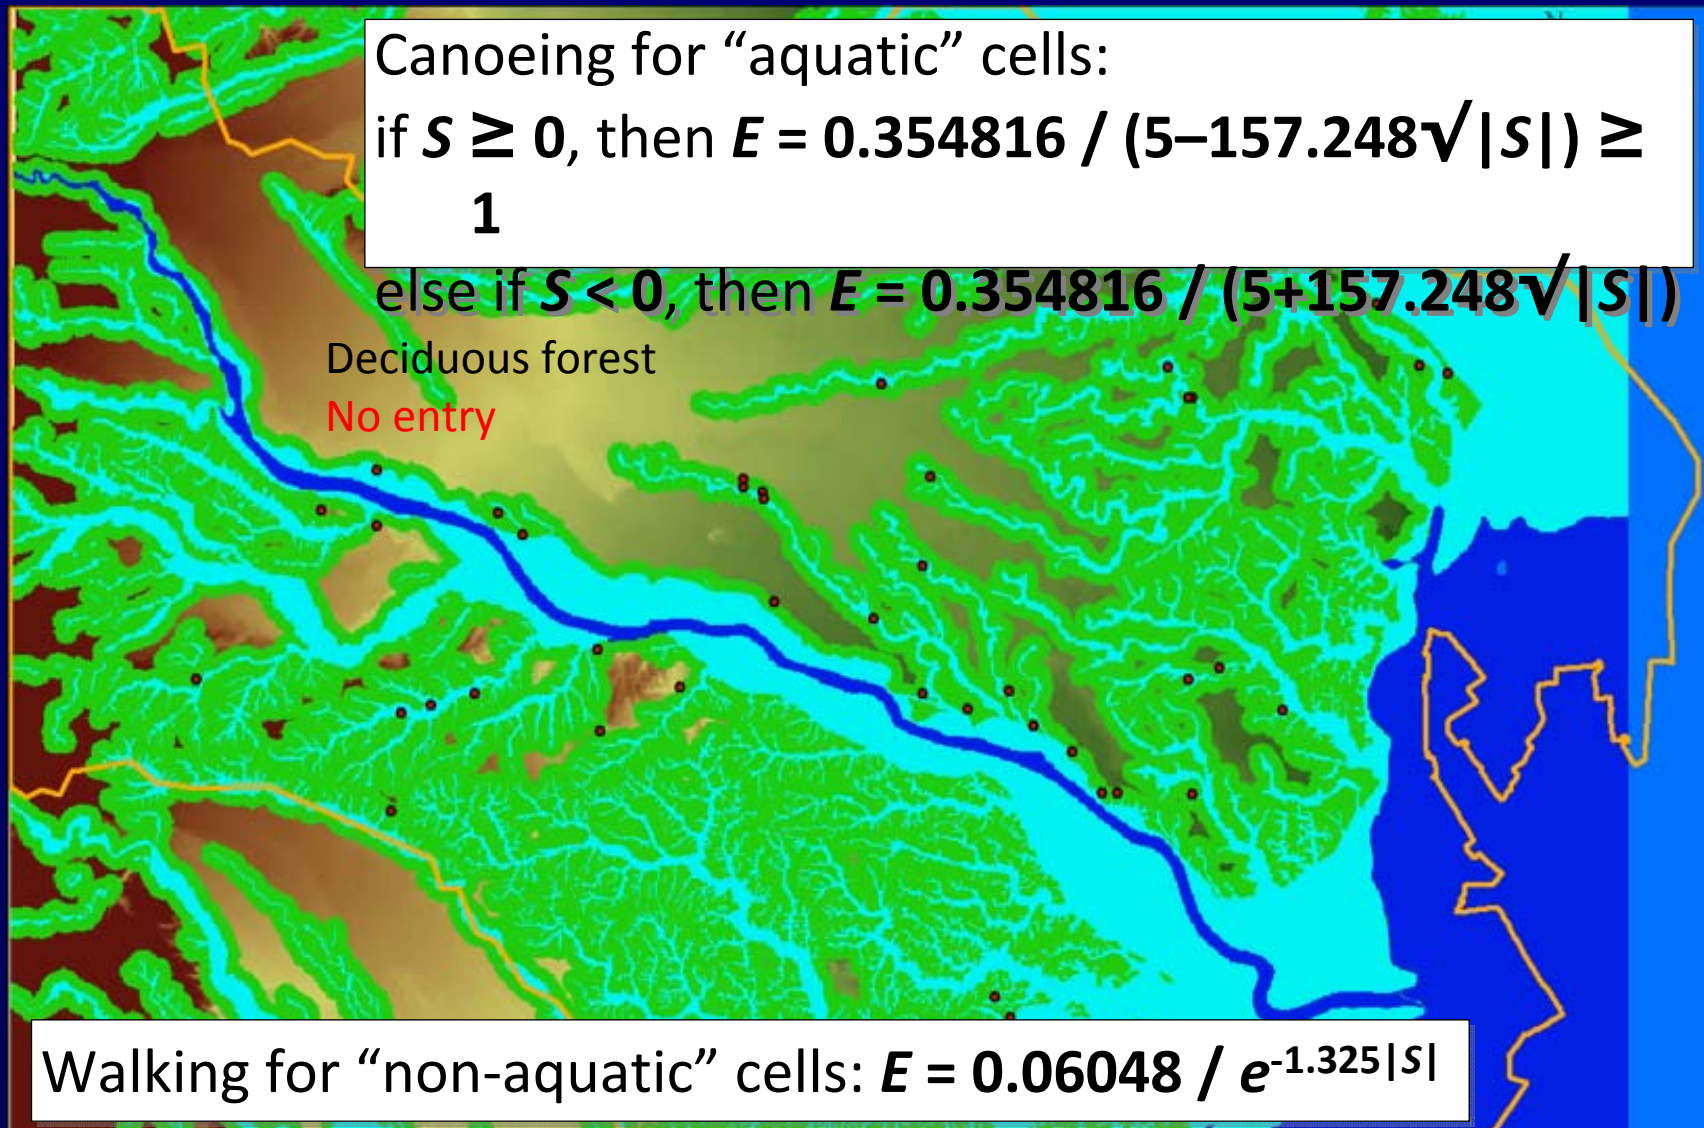 Canoeing for “aquatic” cells:
if S ≥ 0, then E = 0.354816 / (5–157.248√|S|) ≥
1
else if S < 0, then E = 0.354816 / (5+157.248√|S|)
Deciduous forest
No entry
Walking for “non-aquatic” cells: E = 0.06048 / e^-1.325|S|